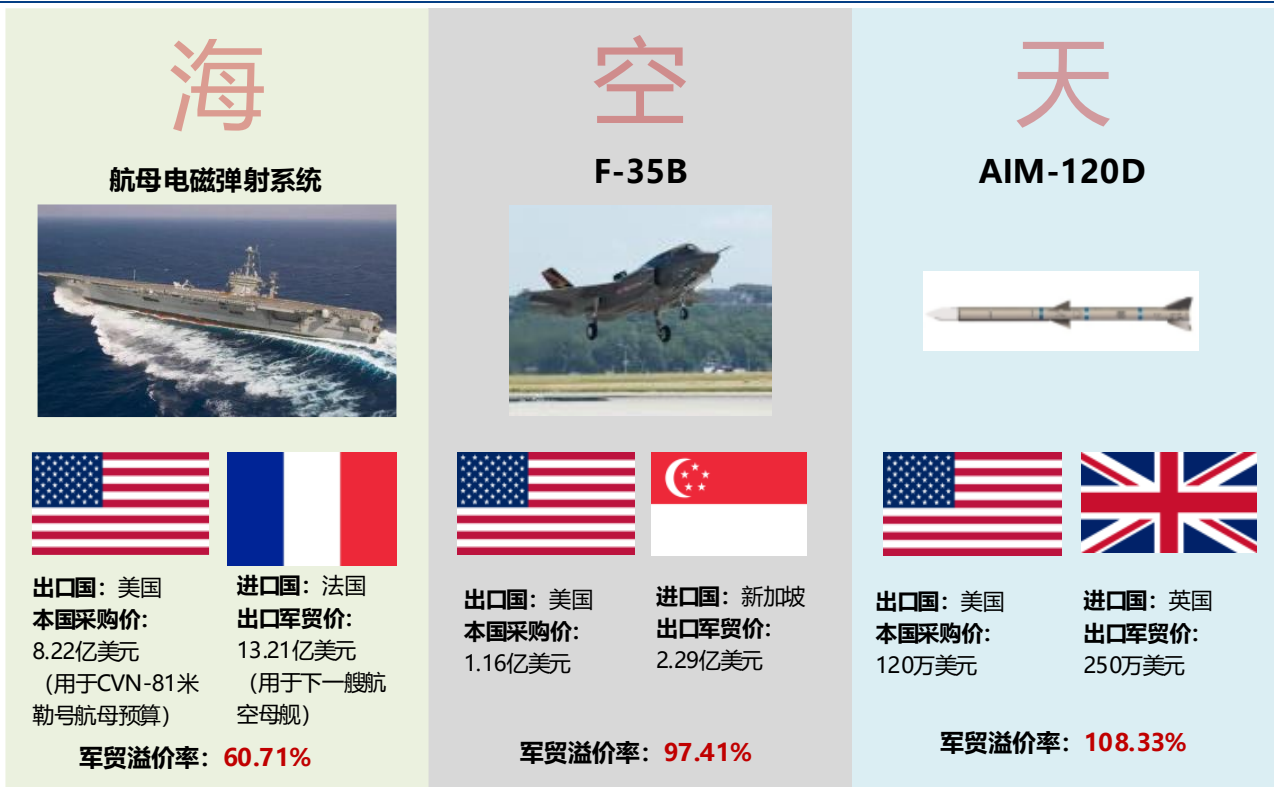 海
航母电磁弹射系统
出口国：美国
本国采购价：
8.22亿美元
（用于CVN-81米
勒号航母预算）
进口国：法国
出口军贸价：
13.21亿美元
（用于下一艘航
空母舰）
军贸溢价率：60.71%
空
F-35B
出口国：美国
本国采购价：
1.16亿美元
进口国：新加坡
出口军贸价：
2.29亿美元
军贸溢价率：97.41%
天
AIM-120D
出口国：美国
本国采购价：
120万美元
进口国：英国
出口军贸价：
250万美元
军贸溢价率：108.33%